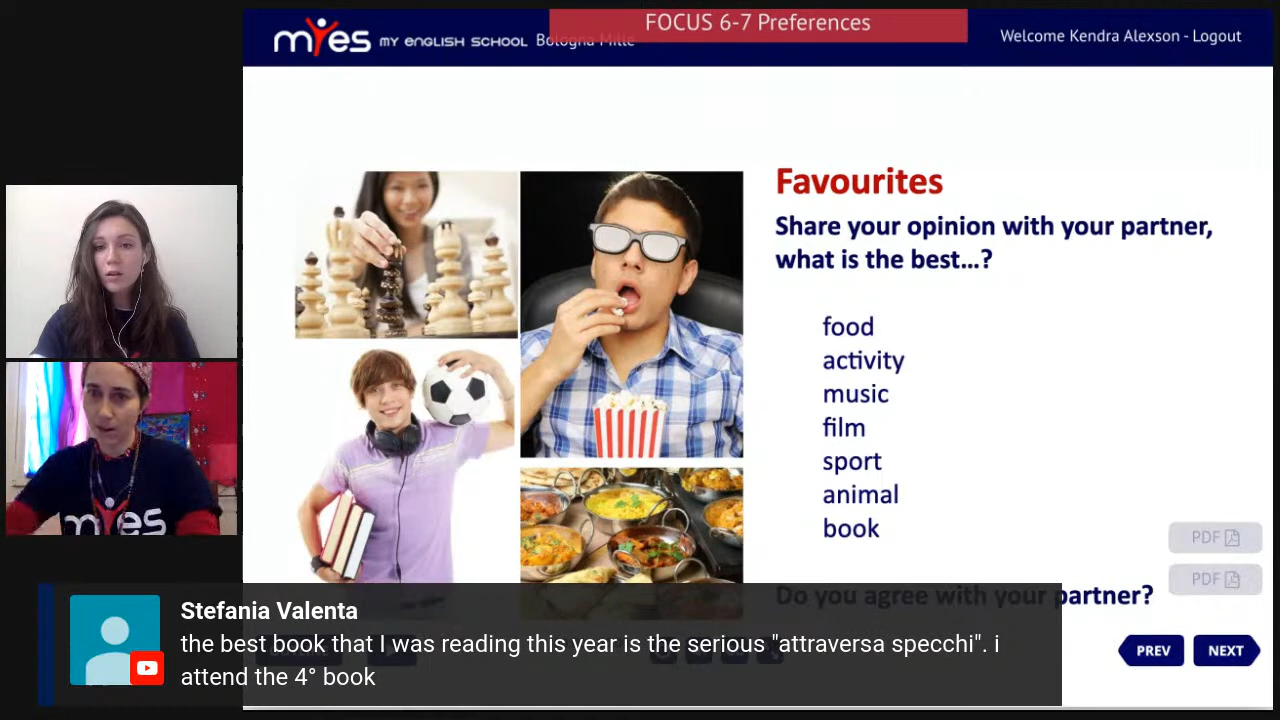 FOCUS 6-7 Preferences
myes MY ENGLISH SCHOOL Bologna Mille
Welcome Kendra Alexson - Logout
Favourites
Share your opinion with your partner,
what is the best...?
food
activity
music
film
sport
animal
book
PDF
PDF
Do you agree with your partner?
PREV
NEXT
myes
Stefania Valenta
the best book that I was reading this year is the serious "attraversa specchi". i
attend the 4° book